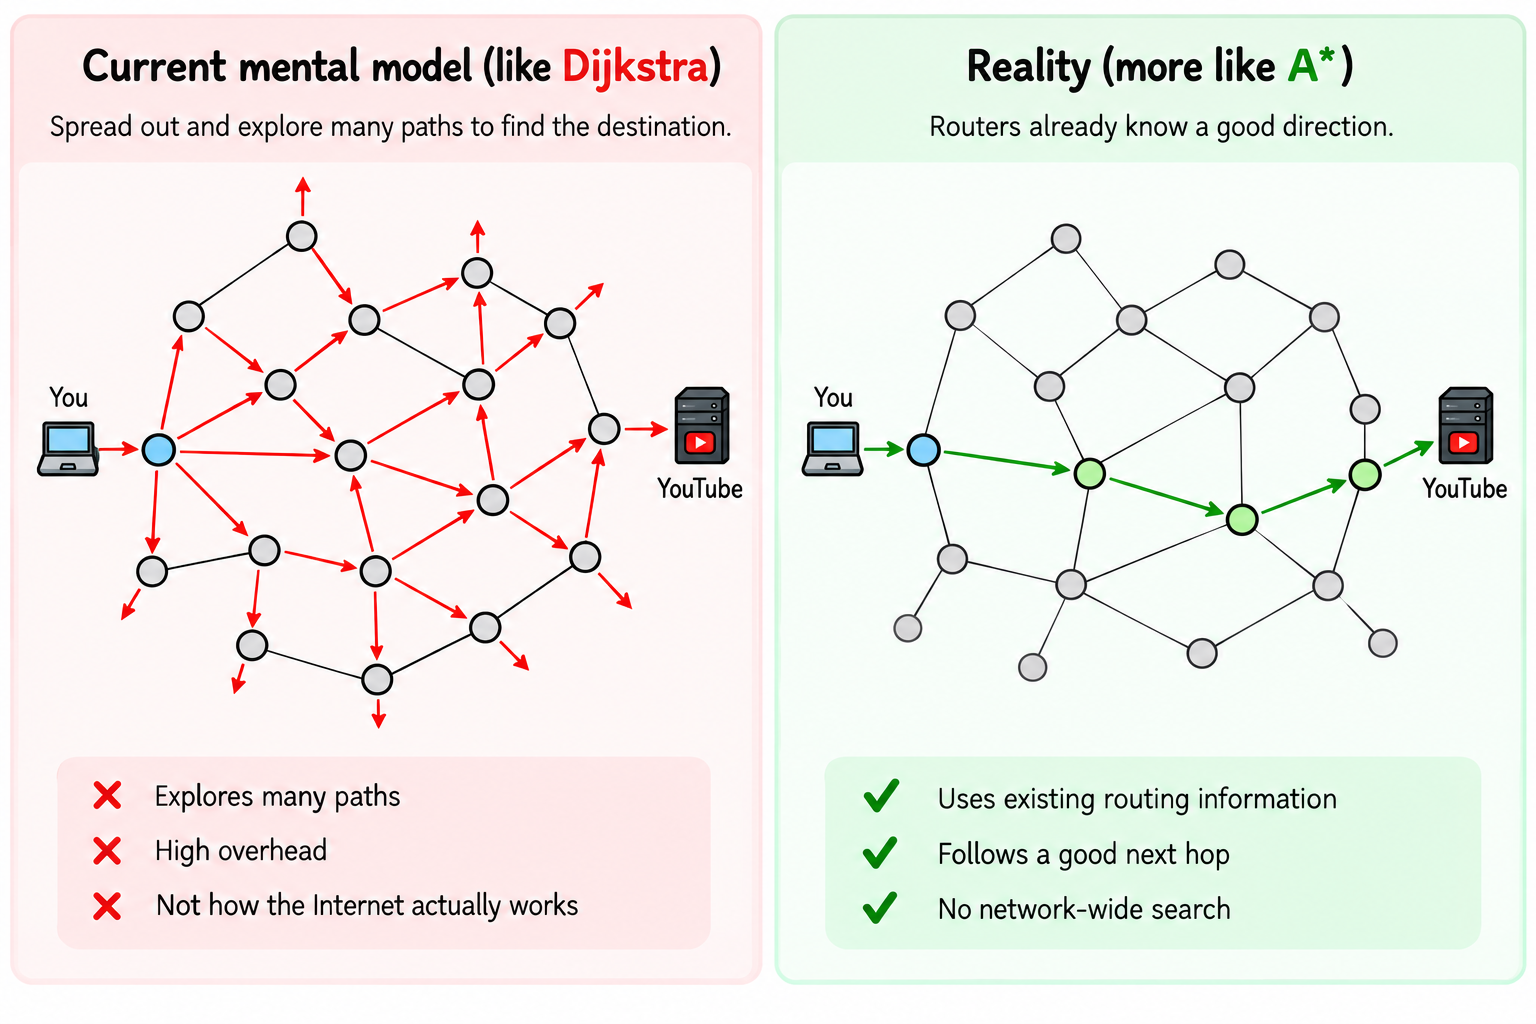 Current mental model (like Dijkstra)
Spread out and explore many paths to find the destination.
You
YouTube
Explores many paths
High overhead
Not how the Internet actually works
Reality (more like A*)
Routers already know a good direction.
You
YouTube
Uses existing routing information
Follows a good next hop
No network-wide search